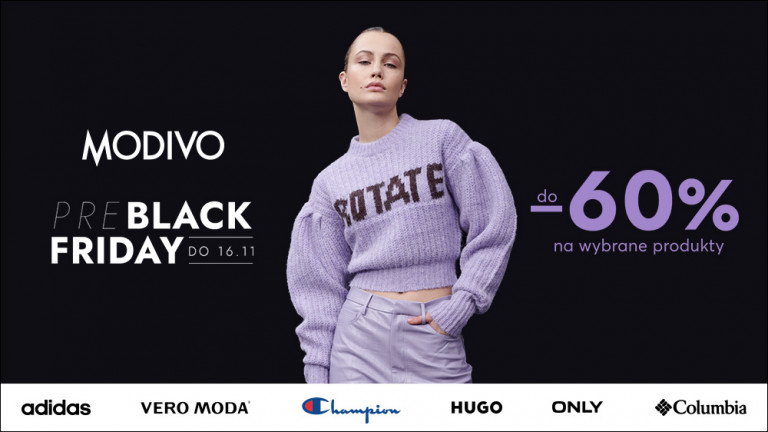 MODIVO
PRE BLACK
FRIDAY DO 16.11
ROTATE
do
-60%
na wybrane produkty
adidas
VERO MODA®
Champion
HUGO
ONLY
Columbia